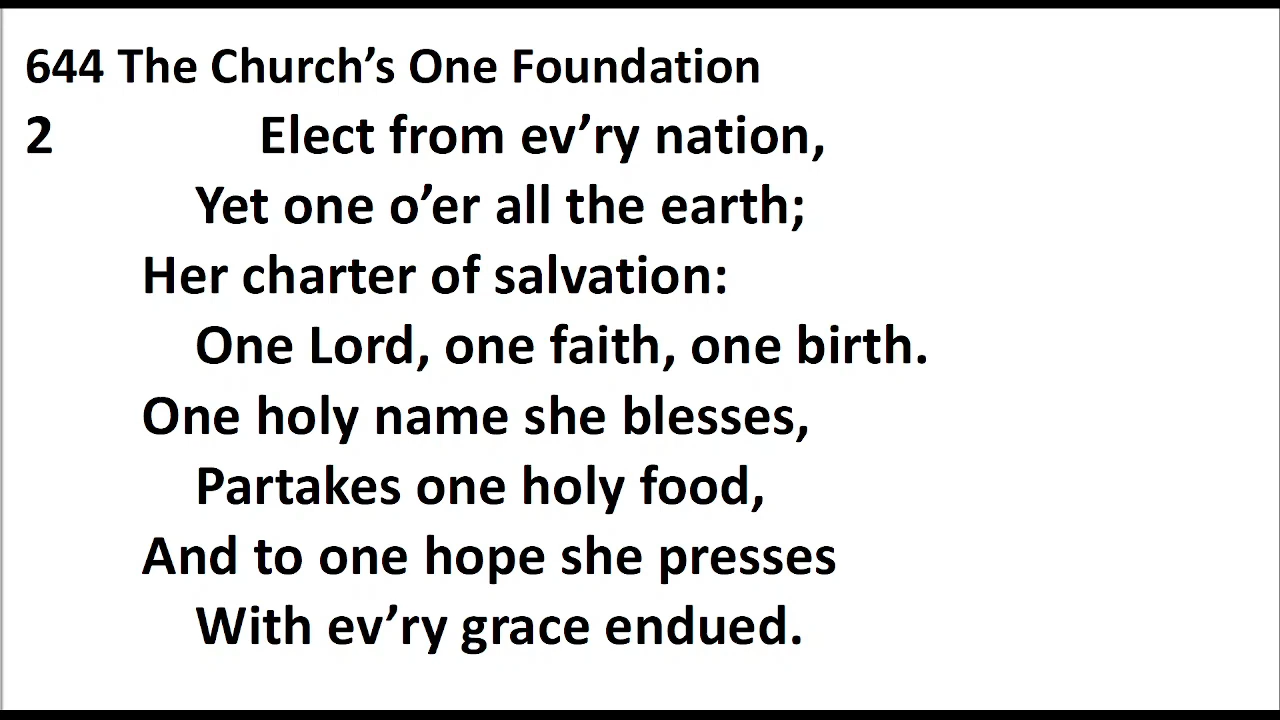 644 The Church’s One Foundation
2 Elect from ev’ry nation,
Yet one o’er all the earth;
Her charter of salvation:
One Lord, one faith, one birth.
One holy name she blesses,
Partakes one holy food,
And to one hope she presses
With ev’ry grace endued.